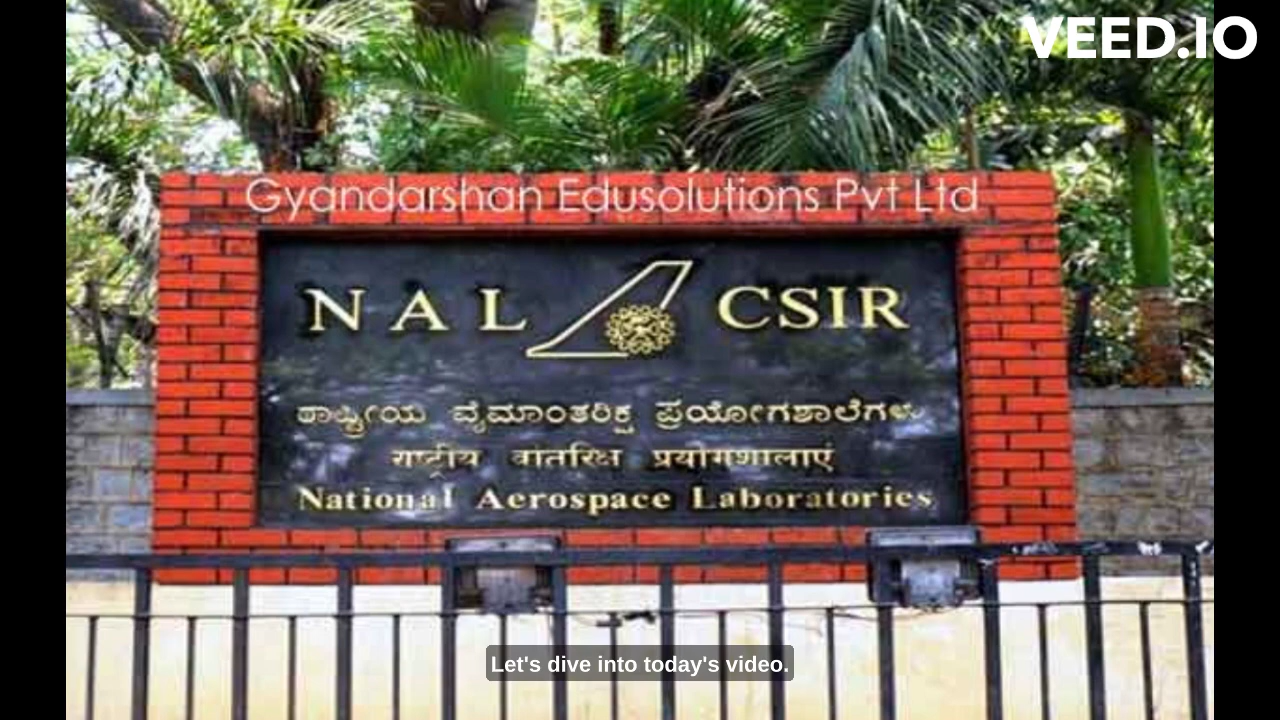 VEED.IO
Gyandarshan Edusolutions Pvt Ltd
NAL CSIR
ರಾಷ್ಟ್ರೀಯ ವೈಮಾಂತರಿಕ್ಷ ಪ್ರಯೋಗಶಾಲೆಗಳು
राष्ट्रीय वांतरिक्ष प्रयोगशालाएं
National Aerospace Laboratories
Let's dive into today's video.